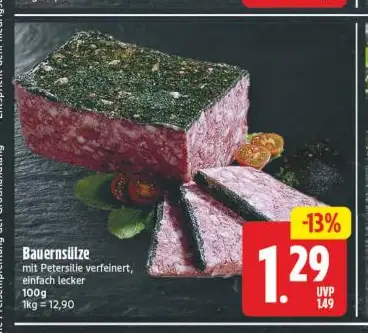 Bauernsülze
mit Petersilie verfeinert,
einfach lecker
100g
1kg = 12,90
-13%
1.29
UVP
1.49